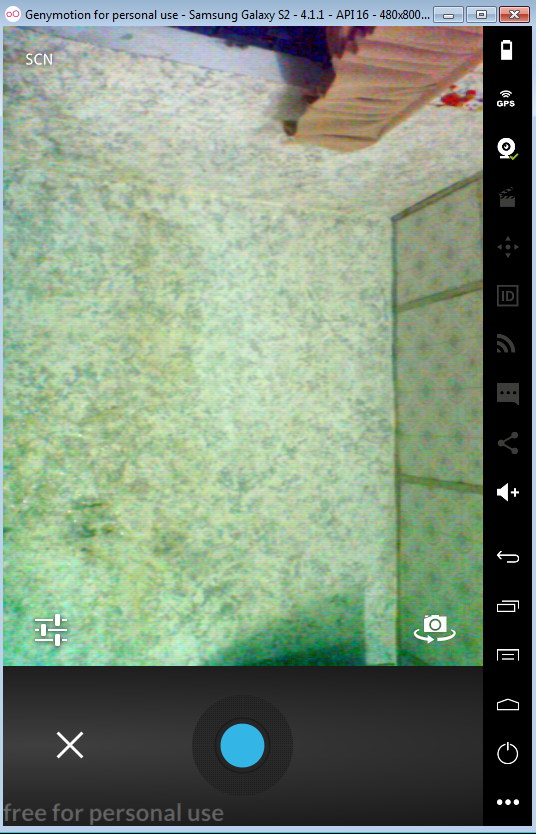 Genymotion for personal use - Samsung Galaxy S2 - 4.1.1 - API 16 - 480x800...
SCN
GPS
ID
free for personal use